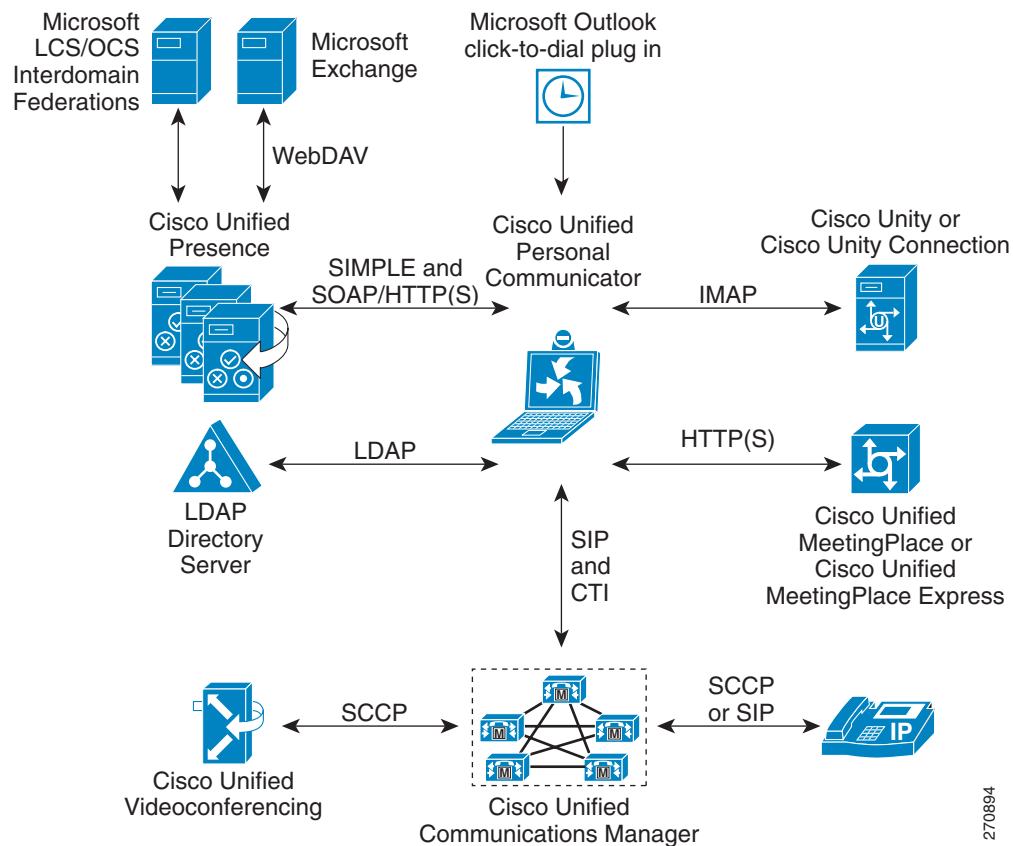 Microsoft
LCS/OCS
Interdomain
Federations
Microsoft
Exchange
Microsoft Outlook
click-to-dial plug in
WebDAV
Cisco Unified
Presence
Cisco Unified
Personal
Communicator
Cisco Unity or
Cisco Unity Connection
SIMPLE and
SOAP/HTTP(S)
IMAP
U
LDAP
HTTP(S)
LDAP
Directory
Server
SIP
and
CTI
Cisco Unified
MeetingPlace or
Cisco Unified
MeetingPlace Express
SCCP
M
M
M
M
M
SCCP
or SIP
IP
Cisco Unified
Videoconferencing
Cisco Unified
Communications Manager
270894